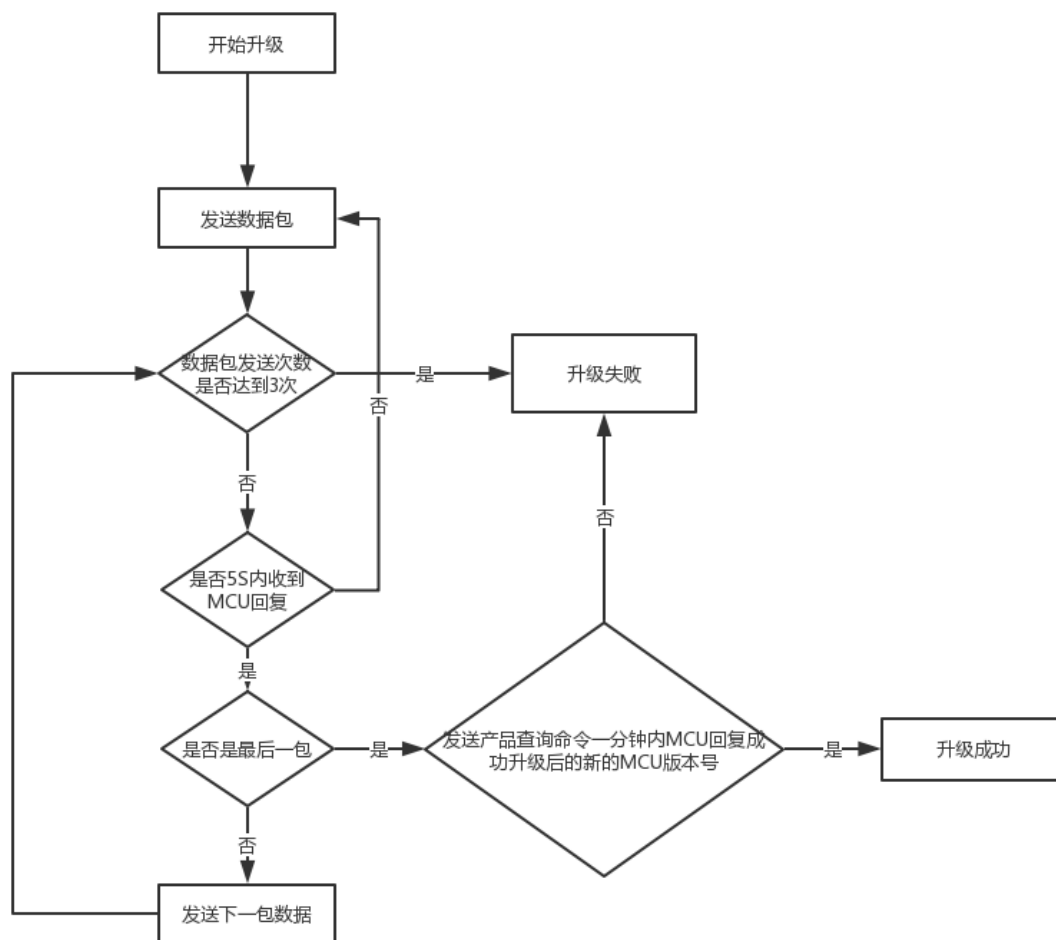 开始升级
发送数据包
数据包发送次数
是否达到3次
是
升级失败
否
否
否
是否5S内收到
MCU回复
是
是否是最后一包
是
发送产品查询命令一分钟内MCU回复成
功升级后的新的MCU版本号
是
升级成功
否
发送下一包数据